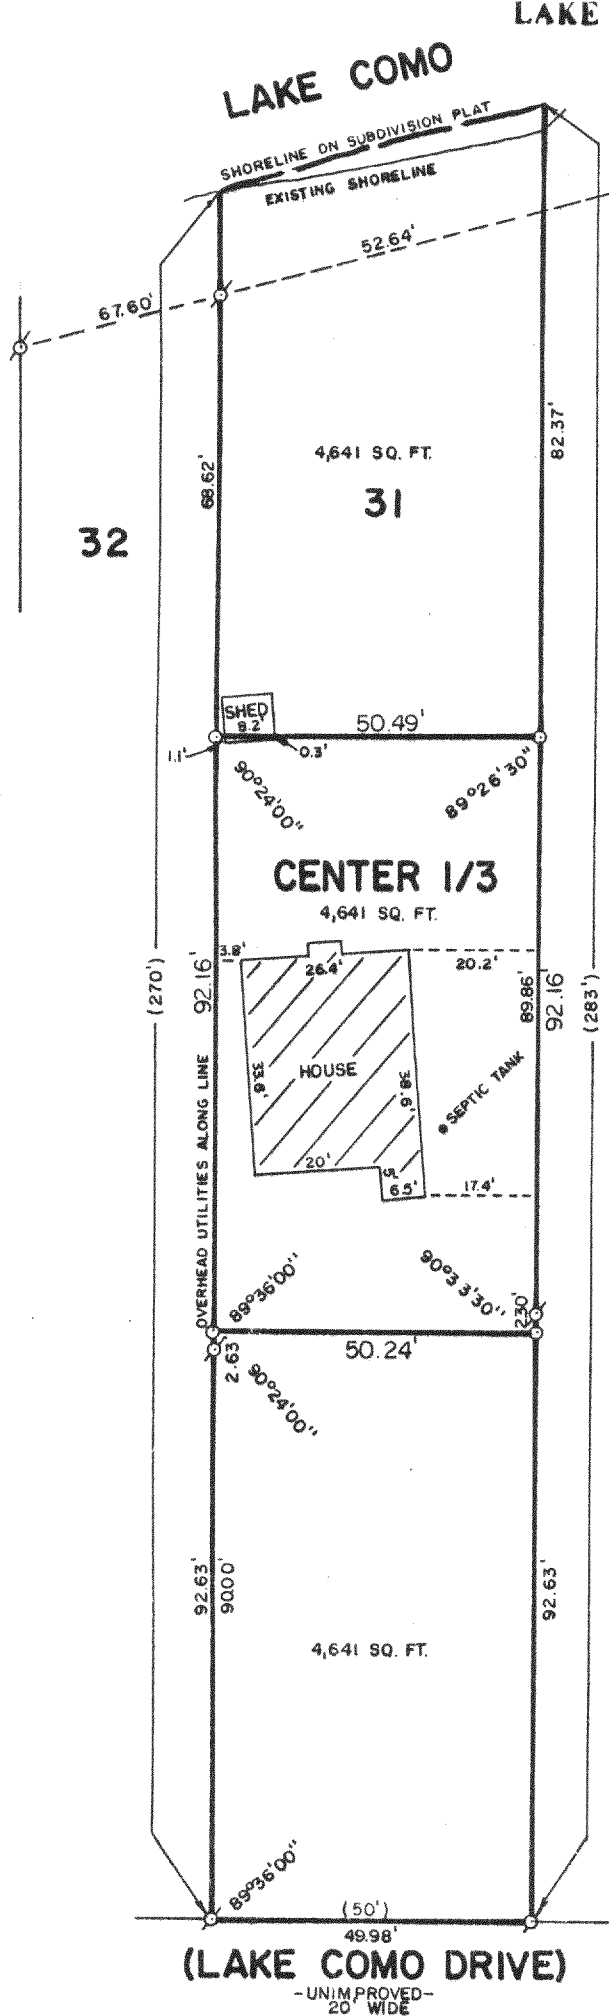 LAKE
LAKE COMO
SHORELINE ON SUBDIVISION PLAT
EXISTING SHORELINE
52.64'
67.60'
82.37'
4,641 SQ. FT.
68.62'
31
32
SHED
8.2'
50.49'
1.1'
0.3'
90°24'00"
89°26'30"
CENTER 1/3
4,641 SQ. FT.
3.8'
26.4'
20.2'
(270')
92.16'
89.86'
92.16'
(283')
33.6'
HOUSE
38.6'
SEPTIC TANK
OVERHEAD UTILITIES ALONG LINE
20'
5'
6.5'
17.4'
89°36'00"
90°33'30"
2.30'
50.24'
2.63
90°24'00"
92.63'
90.00'
92.63'
4,641 SQ. FT.
89°36'00"
(50')
49.98'
(LAKE COMO DRIVE)
-UNIMPROVED-
20' WIDE